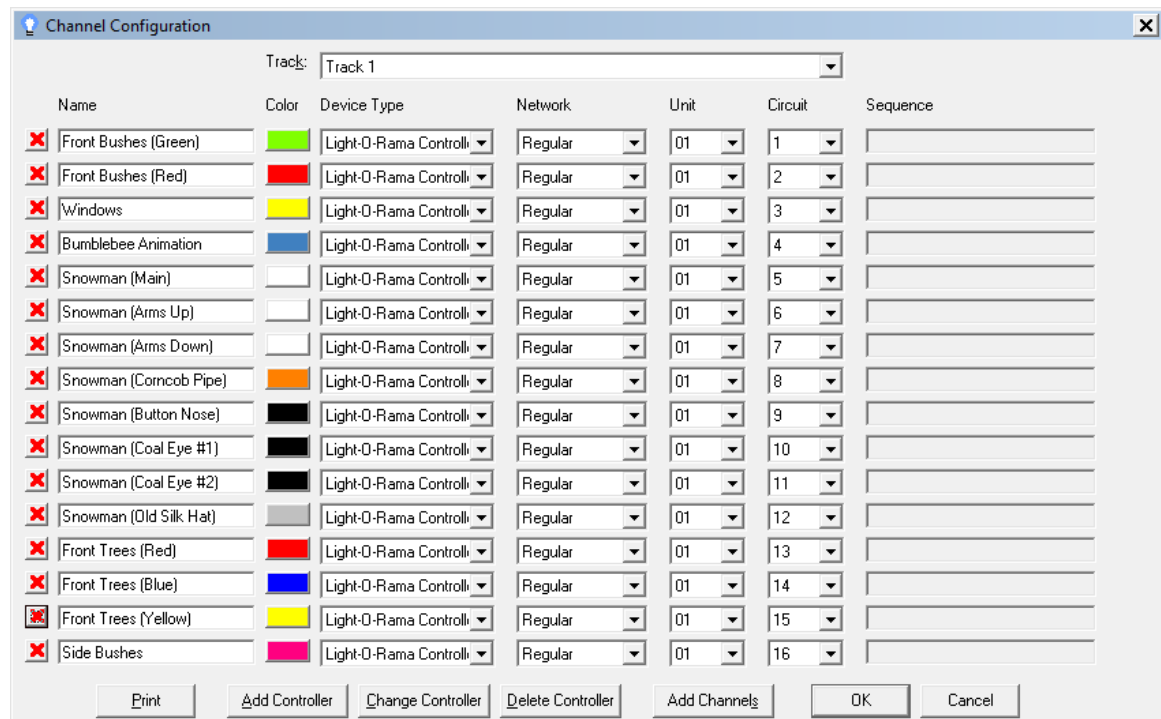 Channel Configuration
Track: Track 1
Name Color Device Type Network Unit Circuit Sequence
Front Bushes (Green) Light-O-Rama Controll Regular 01 1
Front Bushes (Red) Light-O-Rama Controll Regular 01 2
Windows Light-O-Rama Controll Regular 01 3
Bumblebee Animation Light-O-Rama Controll Regular 01 4
Snowman (Main) Light-O-Rama Controll Regular 01 5
Snowman (Arms Up) Light-O-Rama Controll Regular 01 6
Snowman (Arms Down) Light-O-Rama Controll Regular 01 7
Snowman (Corncob Pipe) Light-O-Rama Controll Regular 01 8
Snowman (Button Nose) Light-O-Rama Controll Regular 01 9
Snowman (Coal Eye #1) Light-O-Rama Controll Regular 01 10
Snowman (Coal Eye #2) Light-O-Rama Controll Regular 01 11
Snowman (Old Silk Hat) Light-O-Rama Controll Regular 01 12
Front Trees (Red) Light-O-Rama Controll Regular 01 13
Front Trees (Blue) Light-O-Rama Controll Regular 01 14
Front Trees (Yellow) Light-O-Rama Controll Regular 01 15
Side Bushes Light-O-Rama Controll Regular 01 16
Print Add Controller Change Controller Delete Controller Add Channels OK Cancel